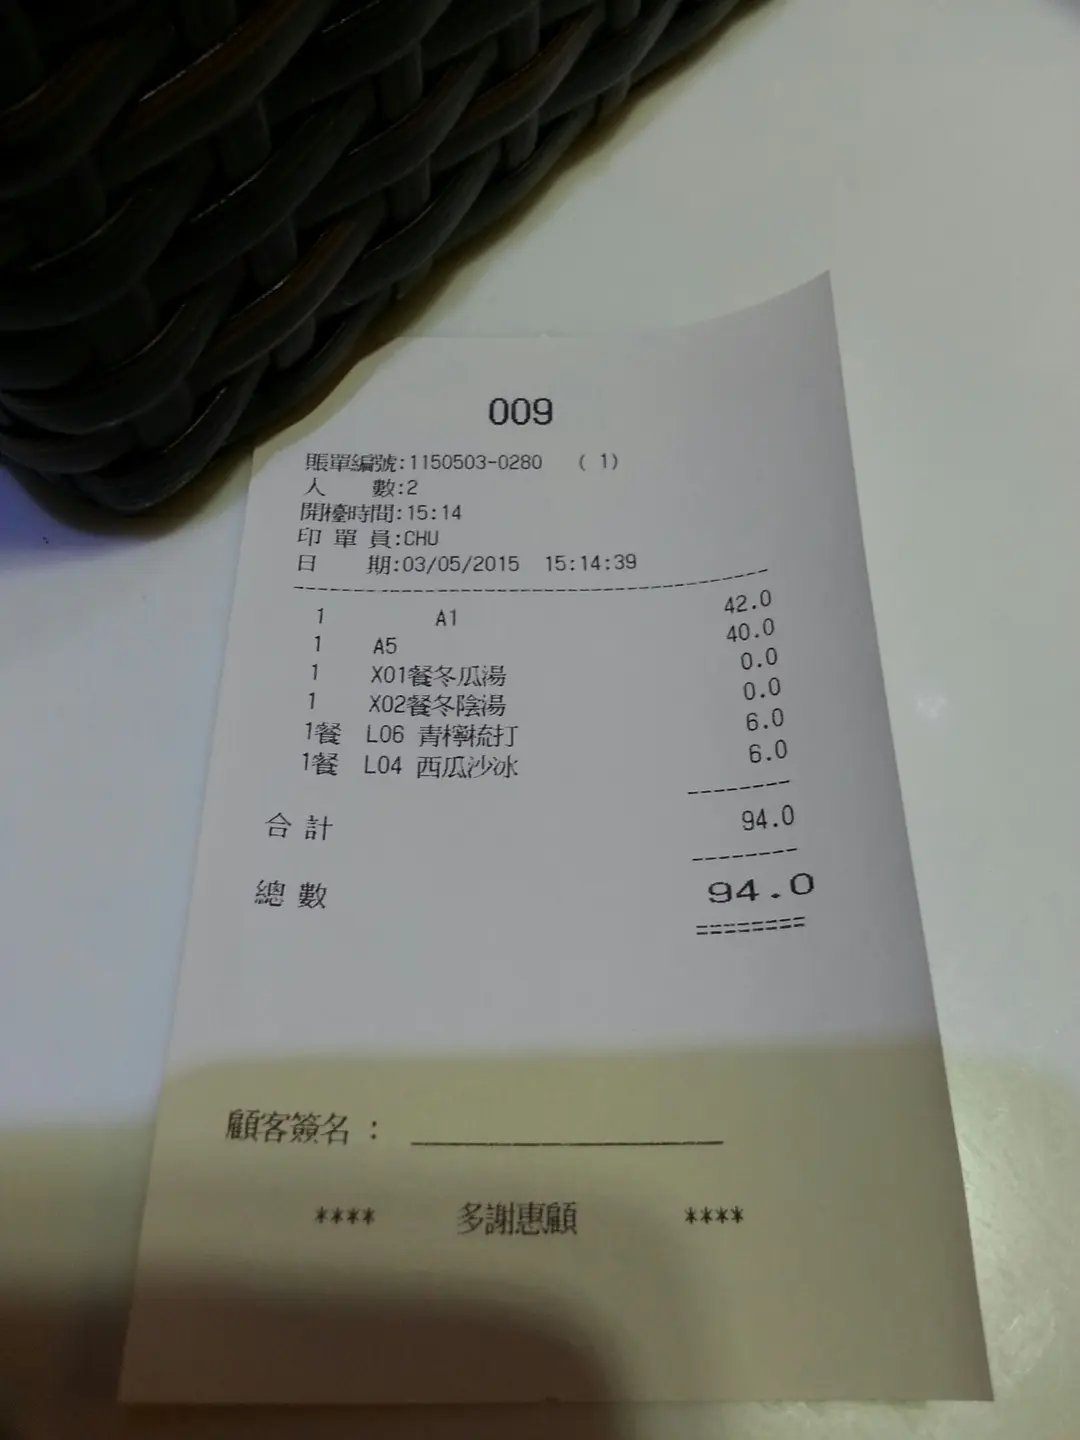 009
賬單編號:1150503-0280 ( 1)
人 數:2
開檯時間:15:14
印 單 員:CHU
日 期:03/05/2015 15:14:39
1 A1 42.0
1 A5 40.0
1 X01餐冬瓜湯 0.0
1 X02餐冬陰湯 0.0
1餐 L06 青檸梳打 6.0
1餐 L04 西瓜沙冰 6.0
合 計 94.0
總 數 94.0
顧客簽名 :
**** 多謝惠顧 ****